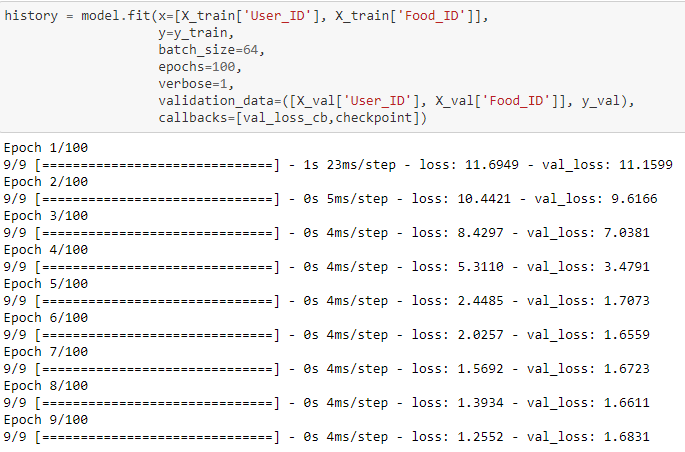 history = model.fit(x=[X_train['User_ID'], X_train['Food_ID']],
                    y=y_train,
                    batch_size=64,
                    epochs=100,
                    verbose=1,
                    validation_data=([X_val['User_ID'], X_val['Food_ID']], y_val),
                    callbacks=[val_loss_cb,checkpoint])
Epoch 1/100
9/9 [==============================] - 1s 23ms/step - loss: 11.6949 - val_loss: 11.1599
Epoch 2/100
9/9 [==============================] - 0s 5ms/step - loss: 10.4421 - val_loss: 9.6166
Epoch 3/100
9/9 [==============================] - 0s 4ms/step - loss: 8.4297 - val_loss: 7.0381
Epoch 4/100
9/9 [==============================] - 0s 4ms/step - loss: 5.3110 - val_loss: 3.4791
Epoch 5/100
9/9 [==============================] - 0s 4ms/step - loss: 2.4485 - val_loss: 1.7073
Epoch 6/100
9/9 [==============================] - 0s 4ms/step - loss: 2.0257 - val_loss: 1.6559
Epoch 7/100
9/9 [==============================] - 0s 4ms/step - loss: 1.5692 - val_loss: 1.6723
Epoch 8/100
9/9 [==============================] - 0s 4ms/step - loss: 1.3934 - val_loss: 1.6611
Epoch 9/100
9/9 [==============================] - 0s 4ms/step - loss: 1.2552 - val_loss: 1.6831